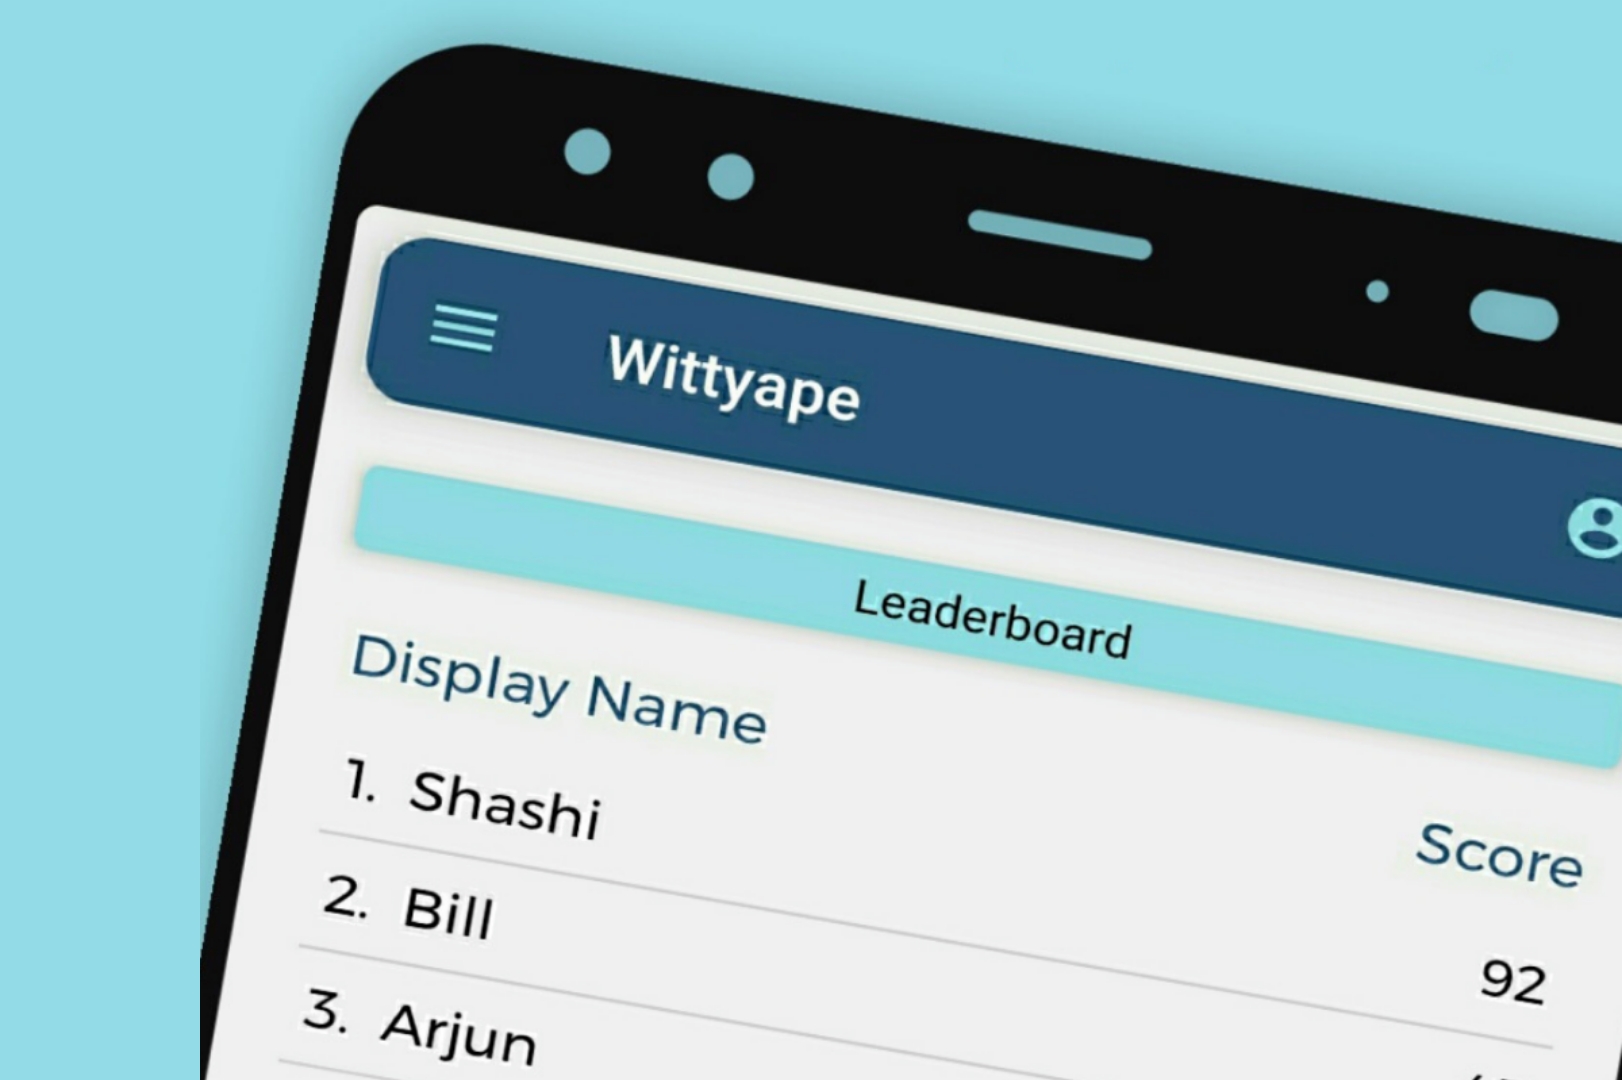 Wittyape
Leaderboard
Display Name Score
1. Shashi 92
2. Bill
3. Arjun